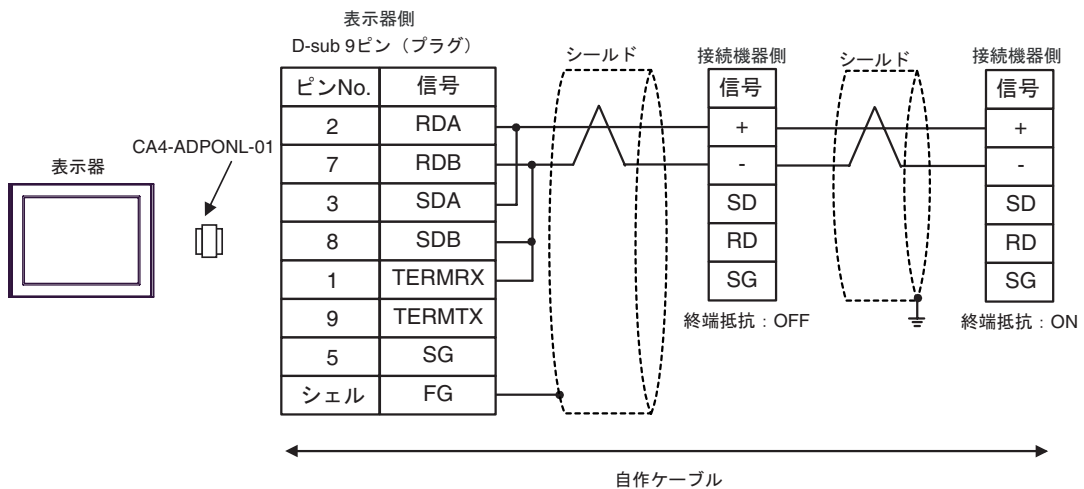 表示器側
D-sub 9ピン（プラグ）
シールド
接続機器側
シールド
接続機器側
ピンNo. 信号
2 RDA
7 RDB
3 SDA
8 SDB
1 TERMRX
9 TERMTX
5 SG
シェル FG
表示器
CA4-ADPONL-01
信号
+
-
SD
RD
SG
終端抵抗：OFF
信号
+
-
SD
RD
SG
終端抵抗：ON
自作ケーブル